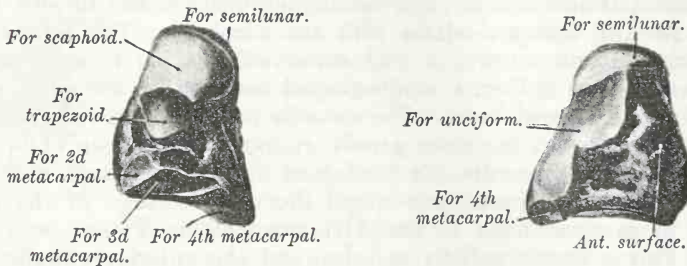 For semilunar.
For scaphoid.
For
trapezoid.
For 2d
metacarpal.
For 3d
metacarpal.
For 4th metacarpal.
For semilunar.
For unciform.
For 4th
metacarpal.
Ant. surface.